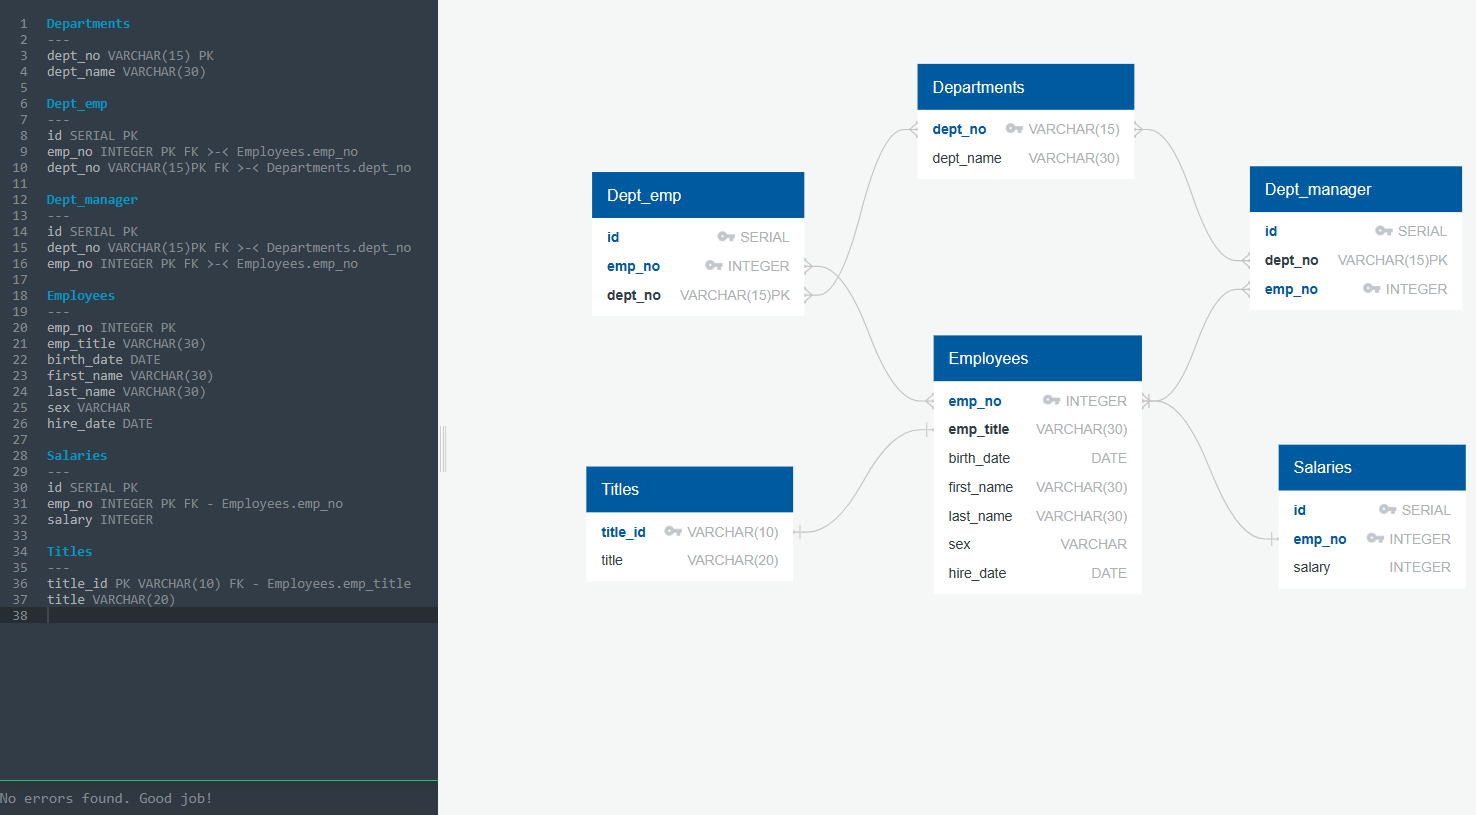 1 Departments
2 ---
3 dept_no VARCHAR(15) PK
4 dept_name VARCHAR(30)
5
6 Dept_emp
7 ---
8 id SERIAL PK
9 emp_no INTEGER PK FK >-< Employees.emp_no
10 dept_no VARCHAR(15)PK FK >-< Departments.dept_no
11
12 Dept_manager
13 ---
14 id SERIAL PK
15 dept_no VARCHAR(15)PK FK >-< Departments.dept_no
16 emp_no INTEGER PK FK >-< Employees.emp_no
17
18 Employees
19 ---
20 emp_no INTEGER PK
21 emp_title VARCHAR(30)
22 birth_date DATE
23 first_name VARCHAR(30)
24 last_name VARCHAR(30)
25 sex VARCHAR
26 hire_date DATE
27
28 Salaries
29 ---
30 id SERIAL PK
31 emp_no INTEGER PK FK - Employees.emp_no
32 salary INTEGER
33
34 Titles
35 ---
36 title_id PK VARCHAR(10) FK - Employees.emp_title
37 title VARCHAR(20)
38
No errors found. Good job!
Departments
dept_no VARCHAR(15)
dept_name VARCHAR(30)
Dept_emp
id SERIAL
emp_no INTEGER
dept_no VARCHAR(15)PK
Dept_manager
id SERIAL
dept_no VARCHAR(15)PK
emp_no INTEGER
Employees
emp_no INTEGER
emp_title VARCHAR(30)
birth_date DATE
first_name VARCHAR(30)
last_name VARCHAR(30)
sex VARCHAR
hire_date DATE
Titles
title_id VARCHAR(10)
title VARCHAR(20)
Salaries
id SERIAL
emp_no INTEGER
salary INTEGER